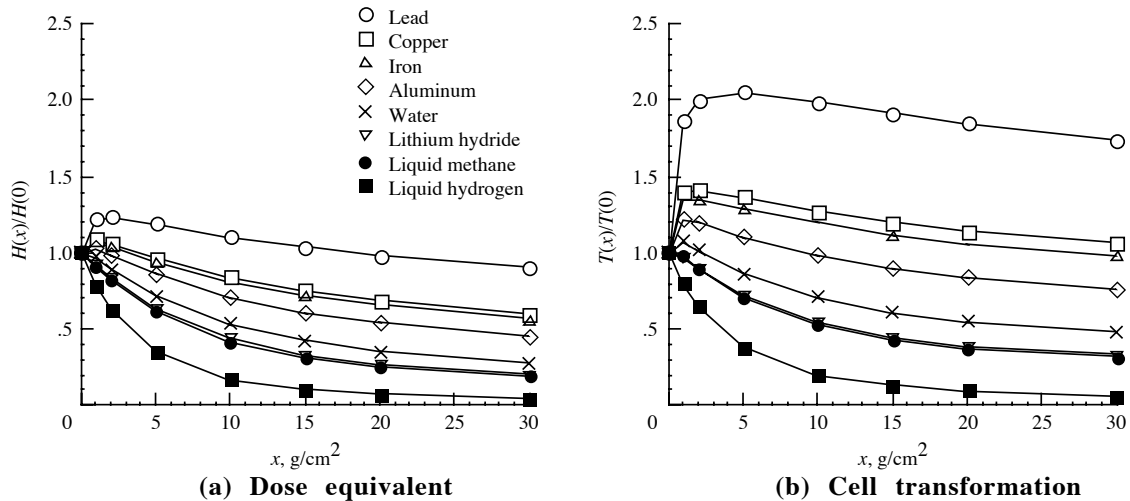 2.5
2.0
1.5
1.0
.5
0
H(x)/H(0)
5
10
15
20
25
30
x, g/cm²
Lead
Copper
Iron
Aluminum
Water
Lithium hydride
Liquid methane
Liquid hydrogen
(a) Dose equivalent
2.5
2.0
1.5
1.0
.5
0
T(x)/T(0)
5
10
15
20
25
30
x, g/cm²
(b) Cell transformation